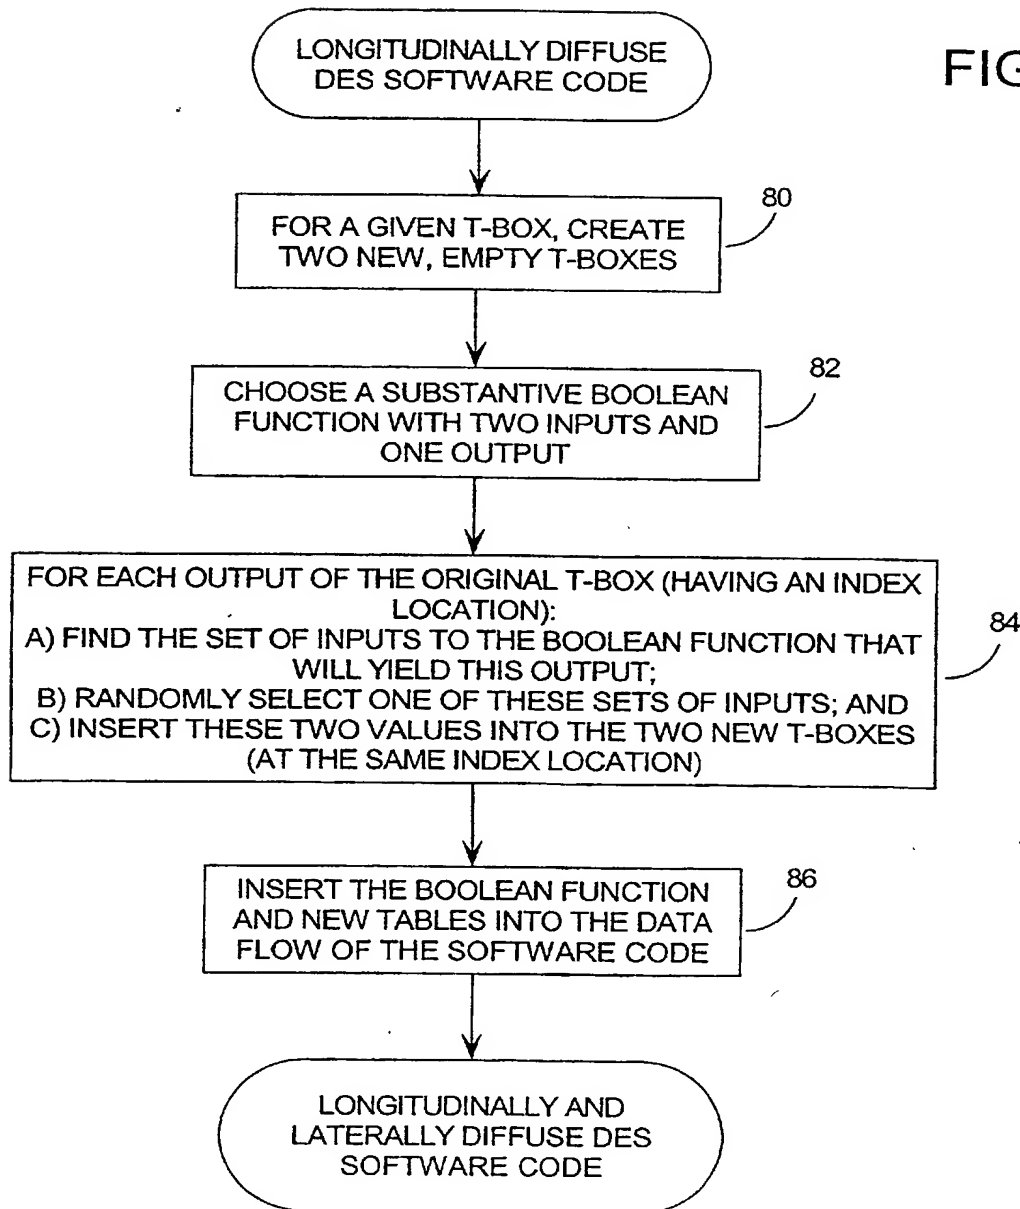 LONGITUDINALLY DIFFUSE
DES SOFTWARE CODE
FIG
80
FOR A GIVEN T-BOX, CREATE
TWO NEW, EMPTY T-BOXES
82
CHOOSE A SUBSTANTIVE BOOLEAN
FUNCTION WITH TWO INPUTS AND
ONE OUTPUT
FOR EACH OUTPUT OF THE ORIGINAL T-BOX (HAVING AN INDEX
LOCATION):
A) FIND THE SET OF INPUTS TO THE BOOLEAN FUNCTION THAT
WILL YIELD THIS OUTPUT;
B) RANDOMLY SELECT ONE OF THESE SETS OF INPUTS; AND
C) INSERT THESE TWO VALUES INTO THE TWO NEW T-BOXES
(AT THE SAME INDEX LOCATION)
84
86
INSERT THE BOOLEAN FUNCTION
AND NEW TABLES INTO THE DATA
FLOW OF THE SOFTWARE CODE
LONGITUDINALLY AND
LATERALLY DIFFUSE DES
SOFTWARE CODE